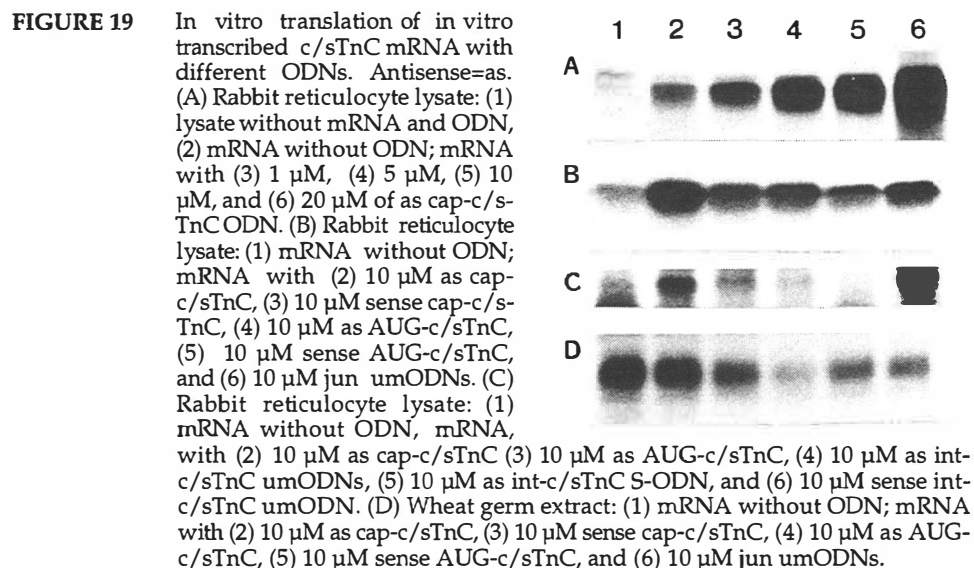 FIGURE 19 In vitro translation of in vitro
transcribed c/sTnC mRNA with
different ODNs. Antisense=as.
(A) Rabbit reticulocyte lysate: (1)
lysate without mRNA and ODN,
(2) mRNA without ODN; mRNA
with (3) 1 µM, (4) 5 µM, (5) 10
µM, and (6) 20 µM of as cap-c/s-
TnC ODN. (B) Rabbit reticulocyte
lysate: (1) mRNA without ODN;
mRNA with (2) 10 µM as cap-
c/sTnC, (3) 10 µM sense cap-c/s-
TnC, (4) 10 µM as AUG-c/sTnC,
(5) 10 µM sense AUG-c/sTnC,
and (6) 10 µM jun umODNs. (C)
Rabbit reticulocyte lysate: (1)
mRNA without ODN, mRNA,
with (2) 10 µM as cap-c/sTnC (3) 10 µM as AUG-c/sTnC, (4) 10 µM as int-
c/sTnC umODNs, (5) 10 µM as int-c/sTnC S-ODN, and (6) 10 µM sense int-
c/sTnC umODN. (D) Wheat germ extract: (1) mRNA without ODN; mRNA
with (2) 10 µM as cap-c/sTnC, (3) 10 µM sense cap-c/sTnC, (4) 10 µM as AUG-
c/sTnC, (5) 10 µM sense AUG-c/sTnC, and (6) 10 µM jun umODNs.
1 2 3 4 5 6
A
B
C
D